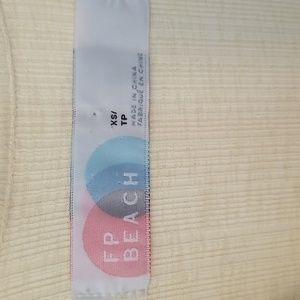 FP
BEACH
XS/
TP
MADE IN CHINA
FABRIQUÉ EN CHINE